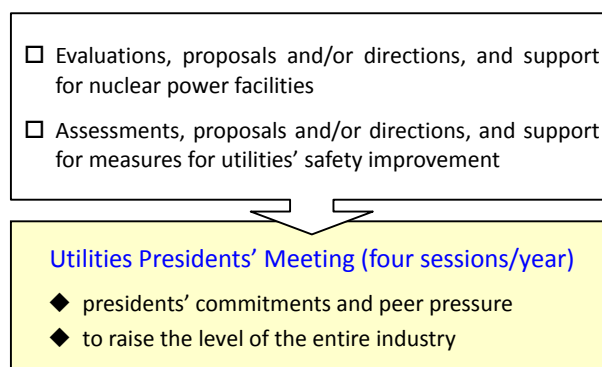 □ Evaluations, proposals and/or directions, and support
for nuclear power facilities
□ Assessments, proposals and/or directions, and support
for measures for utilities’ safety improvement
Utilities Presidents’ Meeting (four sessions/year)
◆ presidents’ commitments and peer pressure
◆ to raise the level of the entire industry